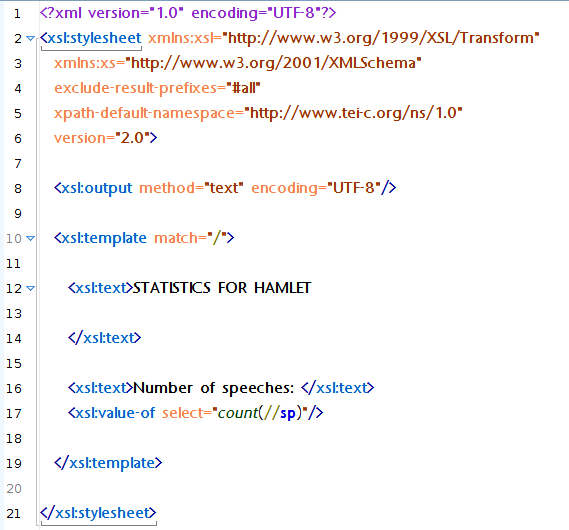 1 <?xml version="1.0" encoding="UTF-8"?>
2 <xsl:stylesheet xmlns:xsl="http://www.w3.org/1999/XSL/Transform"
3 xmlns:xs="http://www.w3.org/2001/XMLSchema"
4 exclude-result-prefixes="#all"
5 xpath-default-namespace="http://www.tei-c.org/ns/1.0"
6 version="2.0">
7
8 <xsl:output method="text" encoding="UTF-8"/>
9
10 <xsl:template match="/">
11
12 <xsl:text>STATISTICS FOR HAMLET
13
14 </xsl:text>
15
16 <xsl:text>Number of speeches: </xsl:text>
17 <xsl:value-of select="count(//sp)"/>
18
19 </xsl:template>
20
21 </xsl:stylesheet>